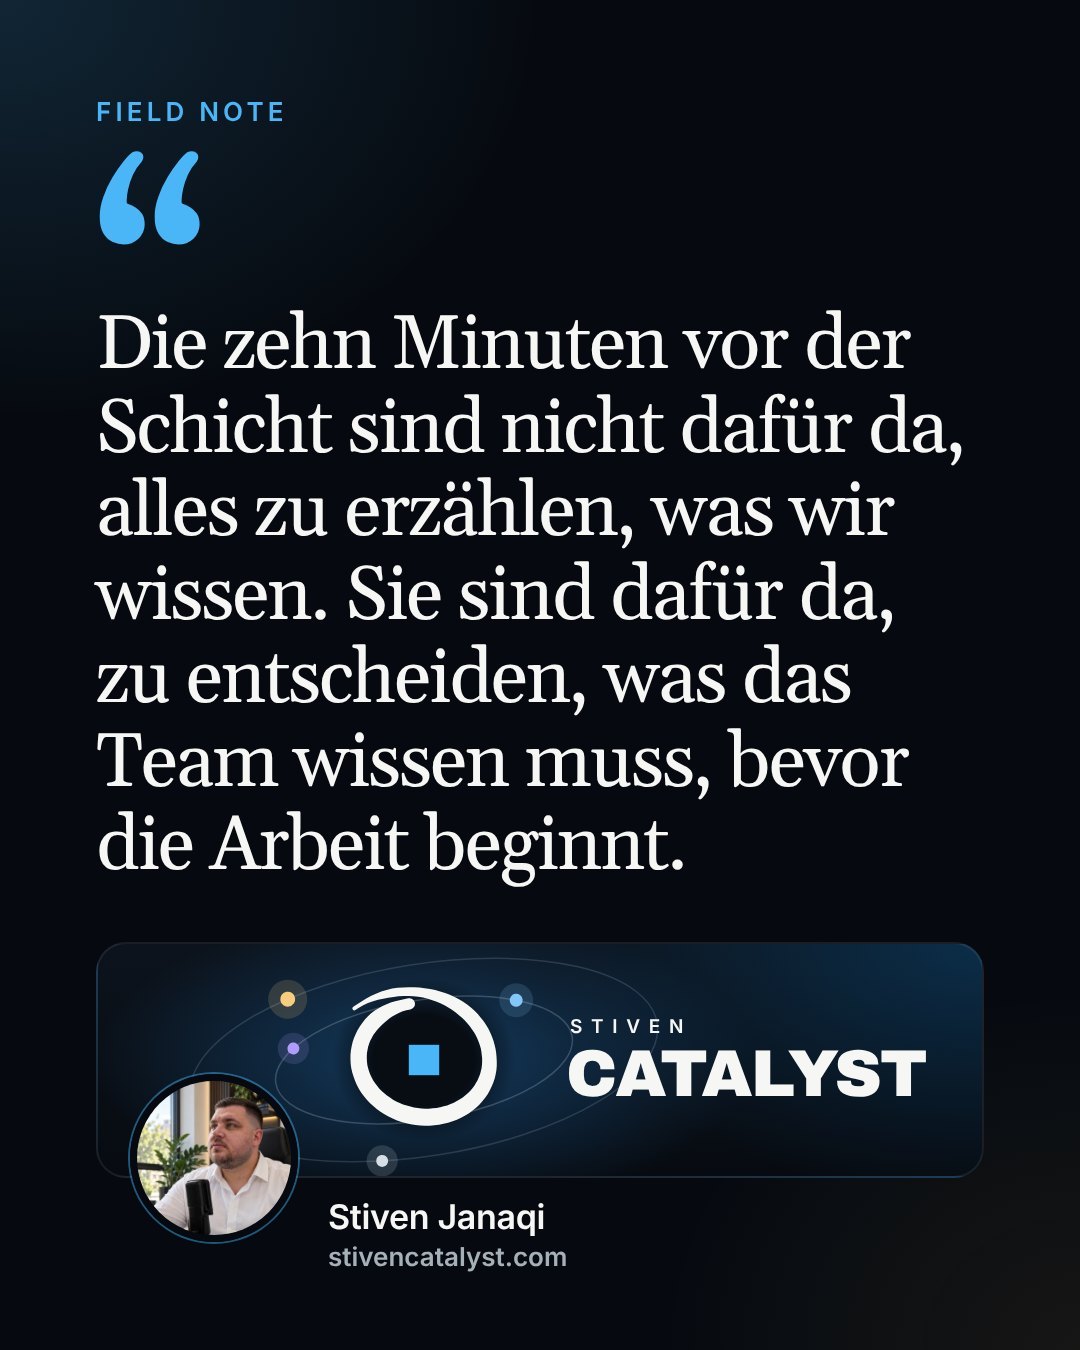 FIELD NOTE
“
Die zehn Minuten vor der
Schicht sind nicht dafür da,
alles zu erzählen, was wir
wissen. Sie sind dafür da,
zu entscheiden, was das
Team wissen muss, bevor
die Arbeit beginnt.
STIVEN
CATALYST
Stiven Janaqi
stivencatalyst.com